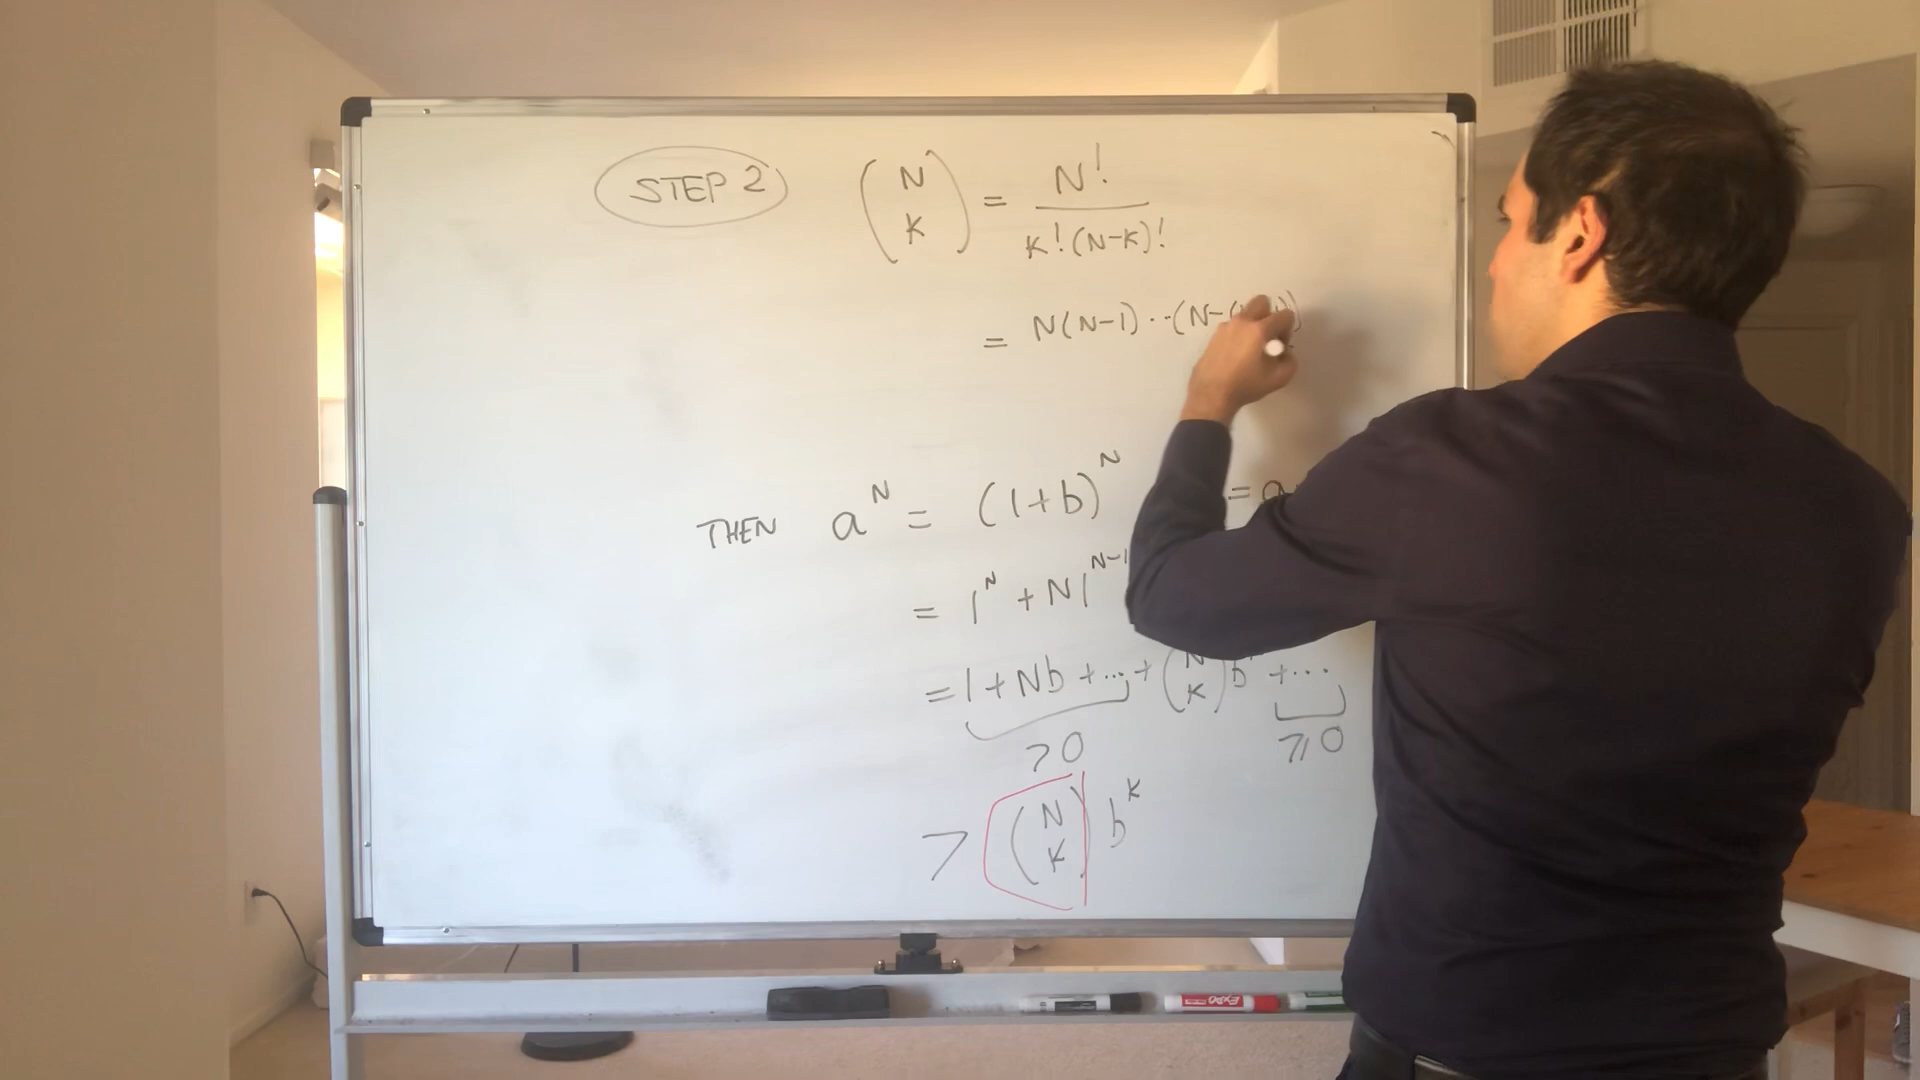 STEP 2
(N K) = N! / K!(N-K)!
= N(N-1)··(N-(
THEN a^N = (1+b)^N = a
= 1^N + N1^N-1
= 1+Nb+...+(N K)b +...
>0 ≥0
> (N K) b^K
EXPO